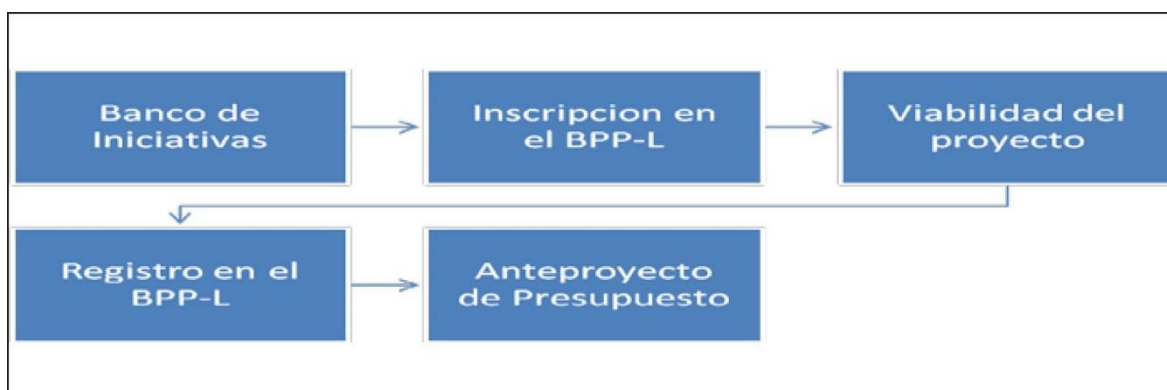 Banco de
Iniciativas
Inscripcion en
el BPP-L
Viabilidad del
proyecto
Registro en el
BPP-L
Anteproyecto
de Presupuesto